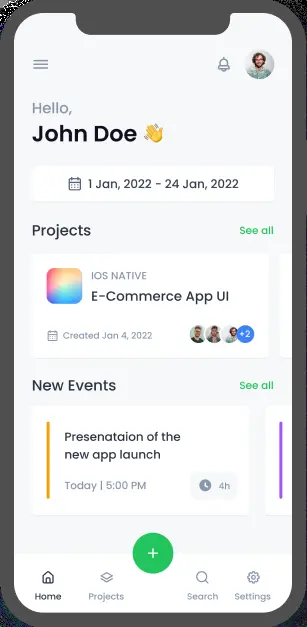 Hello,
John Doe 👋
1 Jan, 2022 - 24 Jan, 2022
Projects
See all
IOS NATIVE
E-Commerce App UI
Created Jan 4, 2022
+2
New Events
See all
Presenataion of the
new app launch
Today | 5:00 PM
4h
Home
Projects
Search
Settings